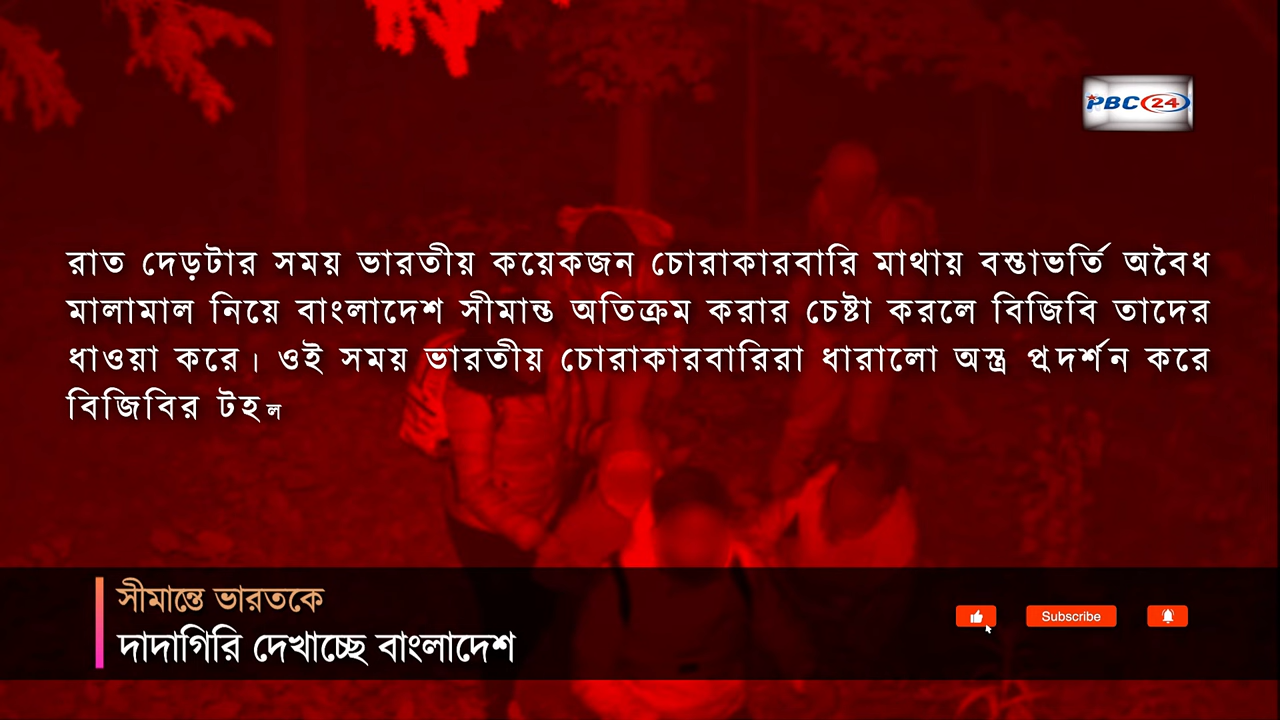 PBC 24
রাত দেড়টার সময় ভারতীয় কয়েকজন চোরাকারবারি মাথায় বস্তাভর্তি অবৈধ
মালামাল নিয়ে বাংলাদেশ সীমান্ত অতিক্রম করার চেষ্টা করলে বিজিবি তাদের
ধাওয়া করে। ওই সময় ভারতীয় চোরাকারবারিরা ধারালো অস্ত্র প্রদর্শন করে
বিজিবির টহল
সীমান্তে ভারতকে
দাদাগিরি দেখাচ্ছে বাংলাদেশ
Subscribe